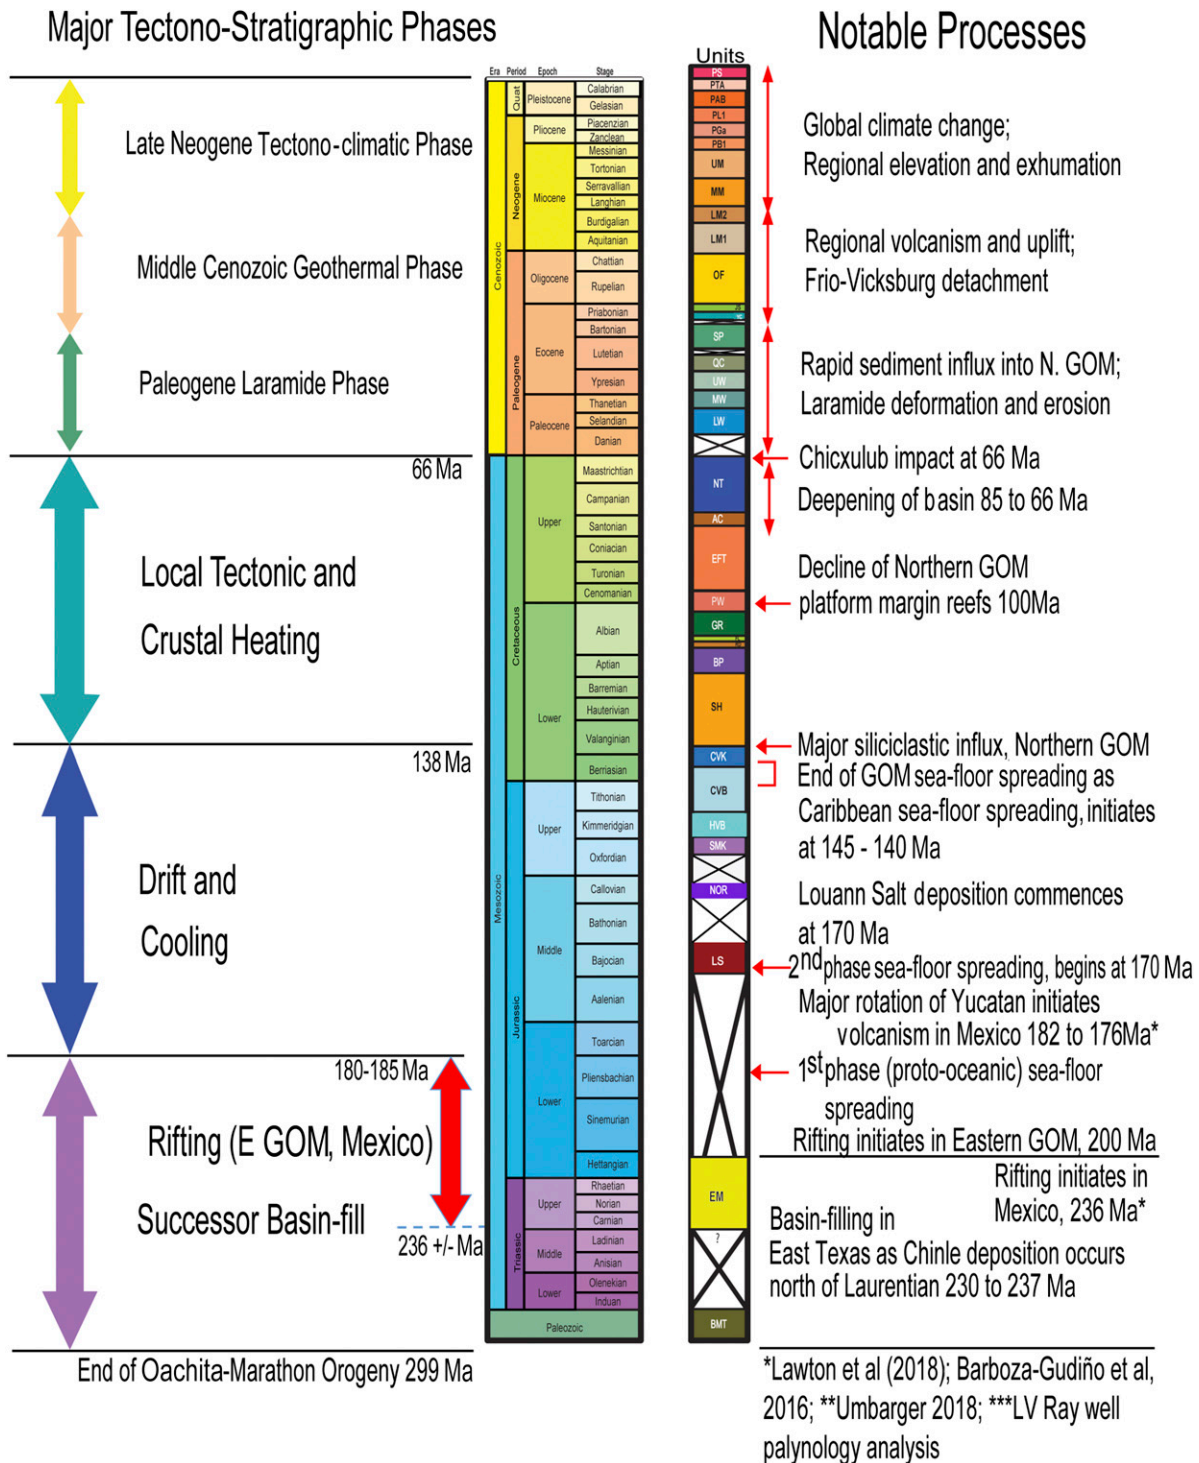 Major Tectono-Stratigraphic Phases
Notable Processes
Late Neogene Tectono-climatic Phase
Middle Cenozoic Geothermal Phase
Paleogene Laramide Phase
66 Ma
Local Tectonic and
Crustal Heating
138 Ma
Drift and
Cooling
180-185 Ma
Rifting (E GOM, Mexico)
Successor Basin-fill
236 +/- Ma
End of Oachita-Marathon Orogeny 299 Ma
Era Period Epoch Stage
Cenozoic
Mesozoic
Quat
Neogene
Paleogene
Cretaceous
Jurassic
Triassic
Pleistocene
Pliocene
Miocene
Oligocene
Eocene
Paleocene
Upper
Lower
Upper
Middle
Lower
Upper
Middle
Lower
Calabrian
Gelasian
Piacenzian
Zanclean
Messinian
Tortonian
Serravallian
Langhian
Burdigalian
Aquitanian
Chattian
Rupelian
Priabonian
Bartonian
Lutetian
Ypresian
Thanetian
Selandian
Danian
Maastrichtian
Campanian
Santonian
Coniacian
Turonian
Cenomanian
Albian
Aptian
Barremian
Hauterivian
Valanginian
Berriasian
Tithonian
Kimmeridgian
Oxfordian
Callovian
Bathonian
Bajocian
Aalenian
Toarcian
Pliensbachian
Sinemurian
Hettangian
Rhaetian
Norian
Carnian
Ladinian
Anisian
Olenekian
Induan
Paleozoic
Units
PS
PTA
PAB
PL1
PGa
PB1
UM
MM
LM2
LM1
OF
SP
QC
UW
MW
LW
NT
AC
EFT
PW
GR
BP
SH
CVK
CVB
HVB
SMK
NOR
LS
EM
?
BMT
Global climate change;
Regional elevation and exhumation
Regional volcanism and uplift;
Frio-Vicksburg detachment
Rapid sediment influx into N. GOM;
Laramide deformation and erosion
Chicxulub impact at 66 Ma
Deepening of basin 85 to 66 Ma
Decline of Northern GOM
platform margin reefs 100Ma
Major siliciclastic influx, Northern GOM
End of GOM sea-floor spreading as
Caribbean sea-floor spreading, initiates
at 145 - 140 Ma
Louann Salt deposition commences
at 170 Ma
2nd phase sea-floor spreading, begins at 170 Ma
Major rotation of Yucatan initiates
volcanism in Mexico 182 to 176Ma*
1st phase (proto-oceanic) sea-floor
spreading
Rifting initiates in Eastern GOM, 200 Ma
Rifting initiates in
Mexico, 236 Ma*
Basin-filling in
East Texas as Chinle deposition occurs
north of Laurentian 230 to 237 Ma
*Lawton et al (2018); Barboza-Gudiño et al,
2016; **Umbarger 2018; ***LV Ray well
palynology analysis